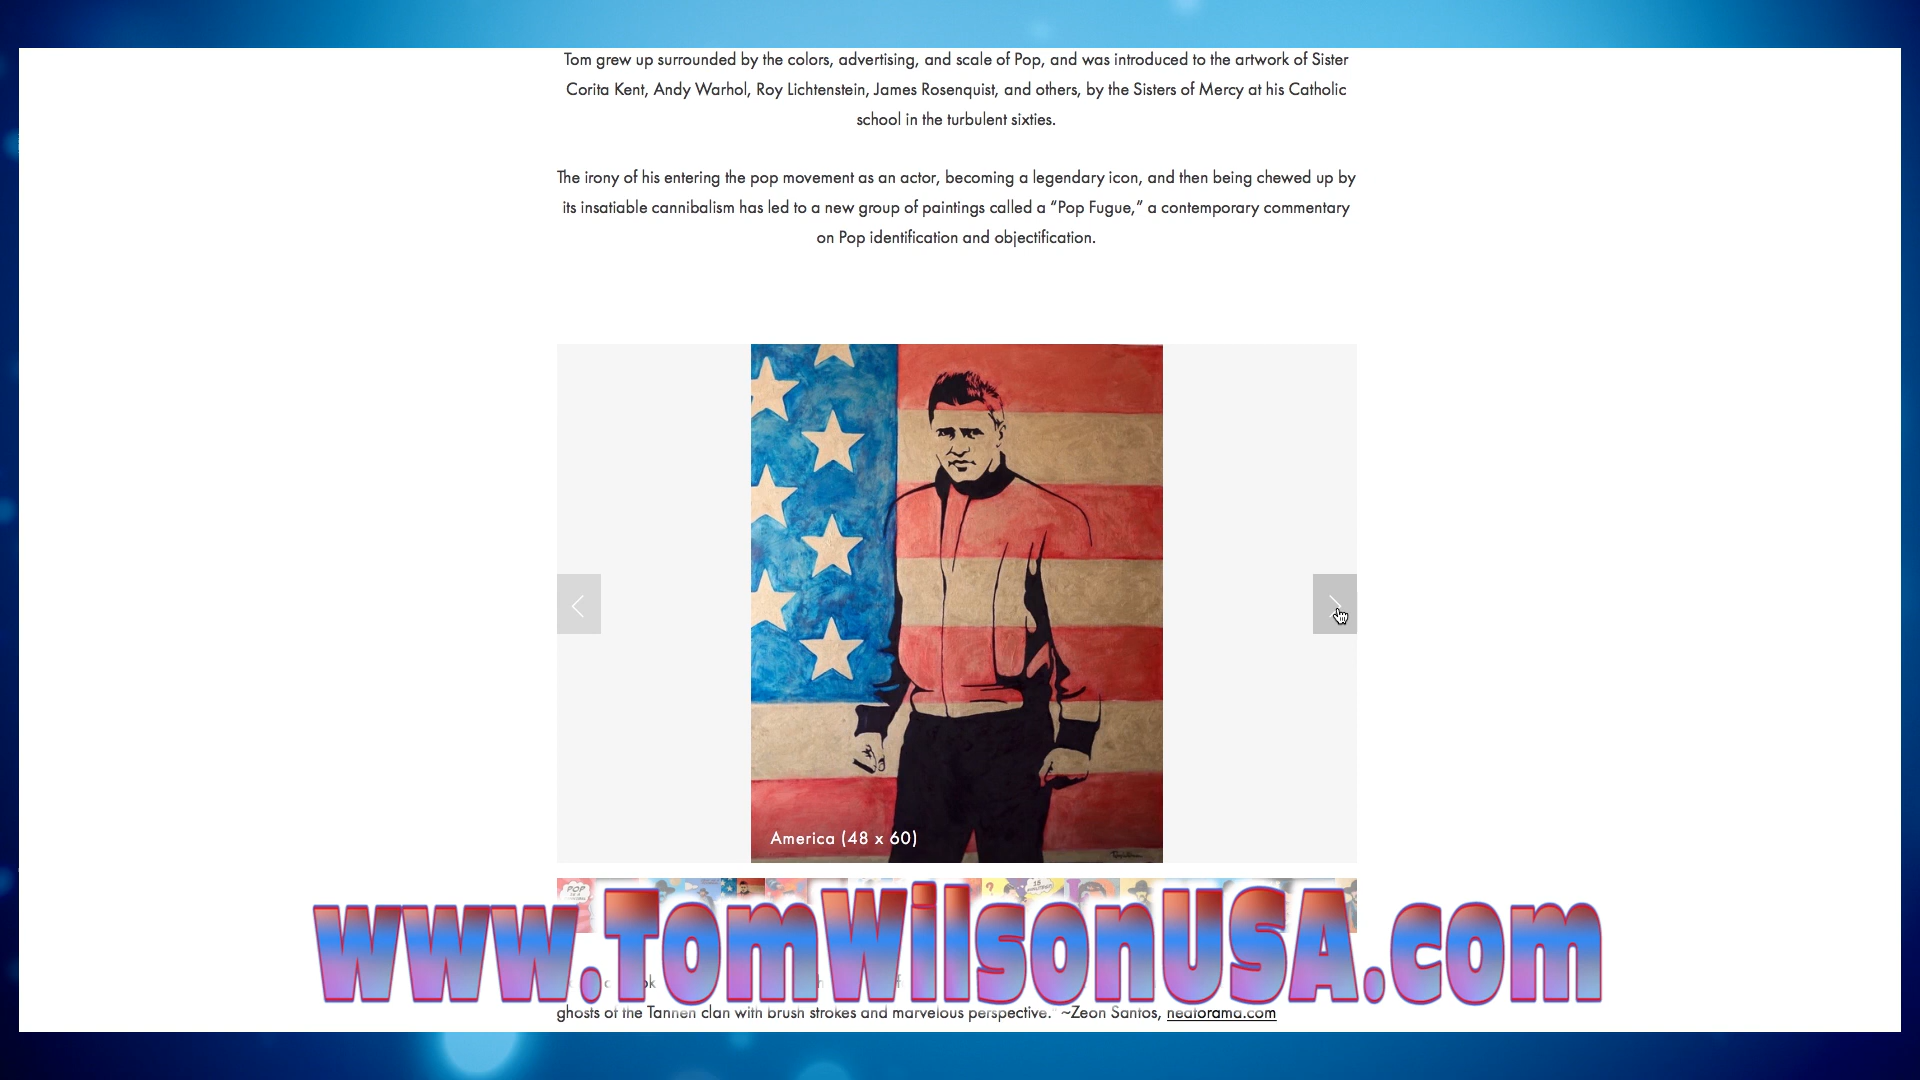 Tom grew up surrounded by the colors, advertising, and scale of Pop, and was introduced to the artwork of Sister
Corita Kent, Andy Warhol, Roy Lichtenstein, James Rosenquist, and others, by the Sisters of Mercy at his Catholic
school in the turbulent sixties.
The irony of his entering the pop movement as an actor, becoming a legendary icon, and then being chewed up by
its insatiable cannibalism has led to a new group of paintings called a “Pop Fugue,” a contemporary commentary
on Pop identification and objectification.
America (48 x 60)
POP
15
www.TomWilsonUSA.com
ghosts of the Tannen clan with brush strokes and marvelous perspective.” ~Zeon Santos, neatorama.com